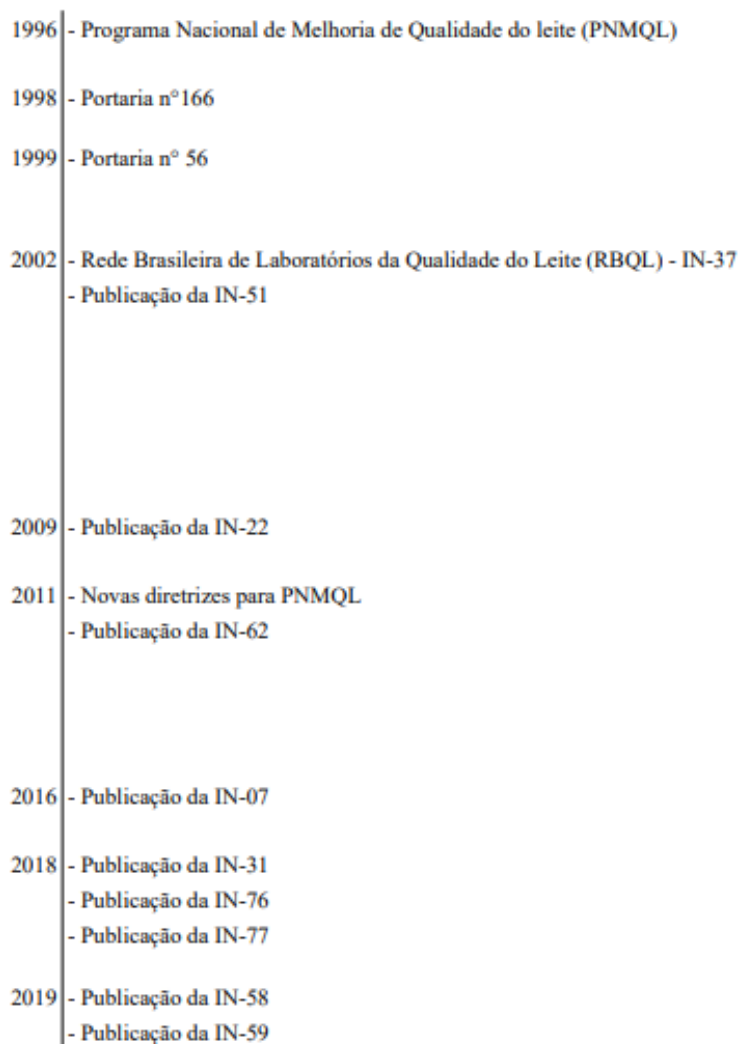 1996 - Programa Nacional de Melhoria de Qualidade do leite (PNMQL)
1998 - Portaria n°166
1999 - Portaria n° 56
2002 - Rede Brasileira de Laboratórios da Qualidade do Leite (RBQL) - IN-37
- Publicação da IN-51
2009 - Publicação da IN-22
2011 - Novas diretrizes para PNMQL
- Publicação da IN-62
2016 - Publicação da IN-07
2018 - Publicação da IN-31
- Publicação da IN-76
- Publicação da IN-77
2019 - Publicação da IN-58
- Publicação da IN-59